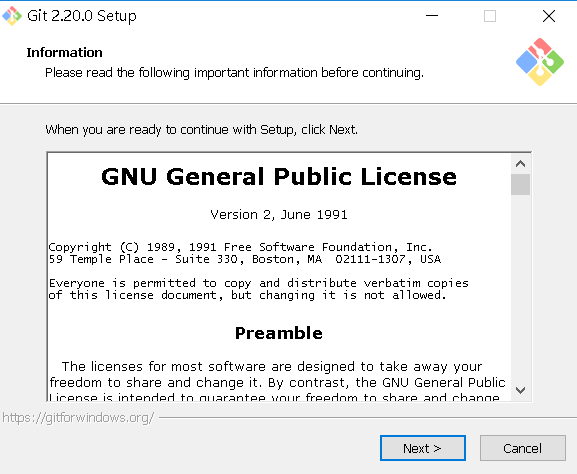 Git 2.20.0 Setup
Information
Please read the following important information before continuing.
When you are ready to continue with Setup, click Next.
GNU General Public License
Version 2, June 1991
Copyright (C) 1989, 1991 Free Software Foundation, Inc.
59 Temple Place - Suite 330, Boston, MA  02111-1307, USA
Everyone is permitted to copy and distribute verbatim copies
of this license document, but changing it is not allowed.
Preamble
The licenses for most software are designed to take away your
freedom to share and change it. By contrast, the GNU General Public
License is intended to guarantee your freedom to share and change
https://gitforwindows.org/
Next >
Cancel